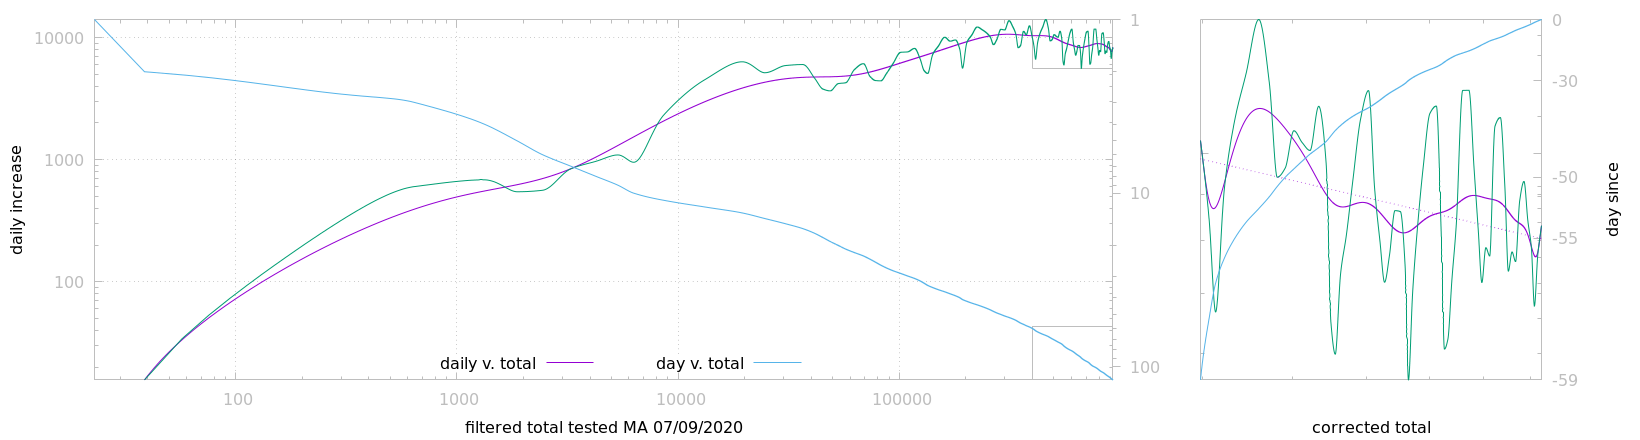 10000
1000
100
daily increase
daily v. total
day v. total
100
1000
10000
100000
filtered total tested MA 07/09/2020
1
10
100
0
-30
-50
-55
-59
day since
corrected total